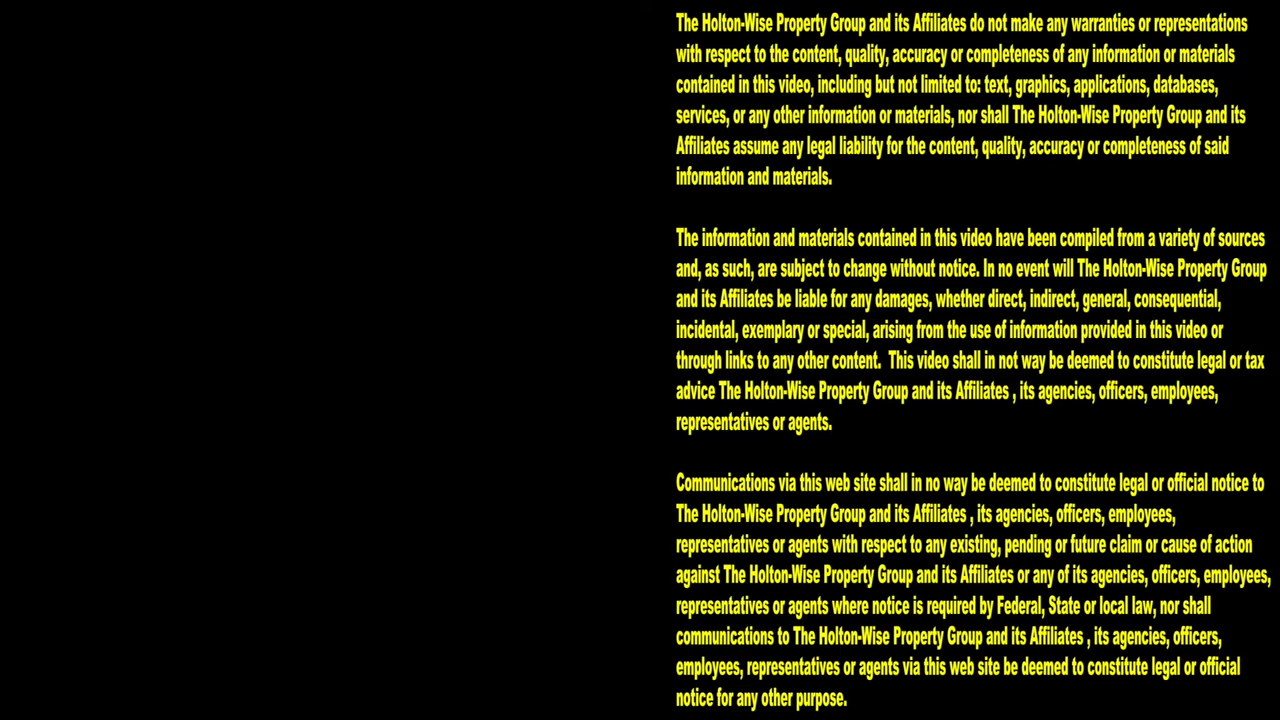 The Holton-Wise Property Group and its Affiliates do not make any warranties or representations
with respect to the content, quality, accuracy or completeness of any information or materials
contained in this video, including but not limited to: text, graphics, applications, databases,
services, or any other information or materials, nor shall The Holton-Wise Property Group and its
Affiliates assume any legal liability for the content, quality, accuracy or completeness of said
information and materials.
The information and materials contained in this video have been compiled from a variety of sources
and, as such, are subject to change without notice. In no event will The Holton-Wise Property Group
and its Affiliates be liable for any damages, whether direct, indirect, general, consequential,
incidental, exemplary or special, arising from the use of information provided in this video or
through links to any other content.  This video shall in not way be deemed to constitute legal or tax
advice The Holton-Wise Property Group and its Affiliates , its agencies, officers, employees,
representatives or agents.
Communications via this web site shall in no way be deemed to constitute legal or official notice to
The Holton-Wise Property Group and its Affiliates , its agencies, officers, employees,
representatives or agents with respect to any existing, pending or future claim or cause of action
against The Holton-Wise Property Group and its Affiliates or any of its agencies, officers, employees,
representatives or agents where notice is required by Federal, State or local law, nor shall
communications to The Holton-Wise Property Group and its Affiliates , its agencies, officers,
employees, representatives or agents via this web site be deemed to constitute legal or official
notice for any other purpose.